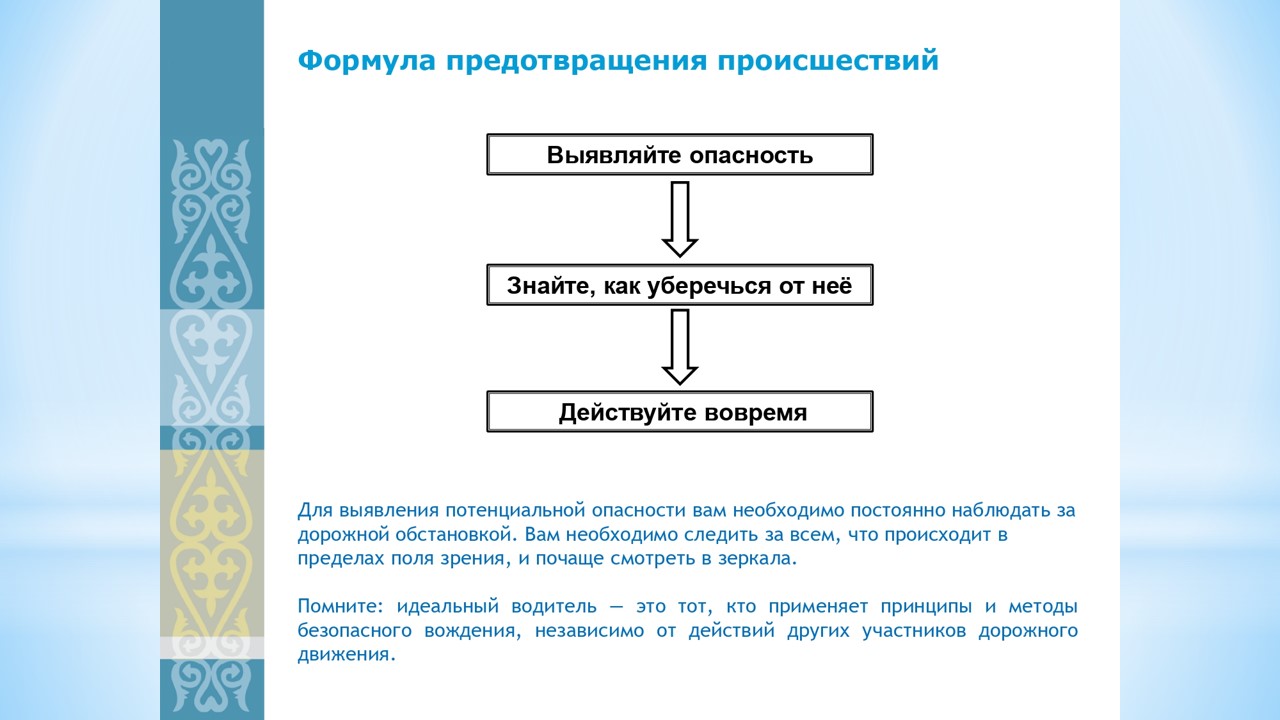 Формула предотвращения происшествий
Выявляйте опасность
Знайте, как уберечься от неё
Действуйте вовремя
Для выявления потенциальной опасности вам необходимо постоянно наблюдать за
дорожной обстановкой. Вам необходимо следить за всем, что происходит в
пределах поля зрения, и почаще смотреть в зеркала.
Помните: идеальный водитель — это тот, кто применяет принципы и методы
безопасного вождения, независимо от действий других участников дорожного
движения.